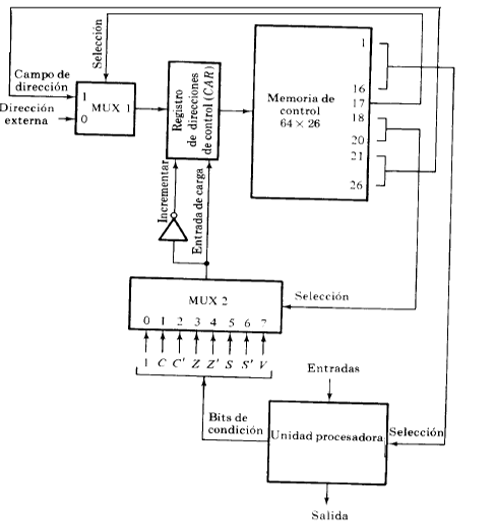 Selección
Campo de
dirección
1
MUX 1
Dirección
externa
0
Registro
de direcciones
de control (CAR)
Memoria de
control
64 × 26
1
16
17
18
20
21
26
Incrementar
Entrada de carga
MUX 2
0 1 2 3 4 5 6 7
1 C C' Z Z' S S' V
Selección
Entradas
Bits de
condición
Unidad procesadora
Selección
Salida